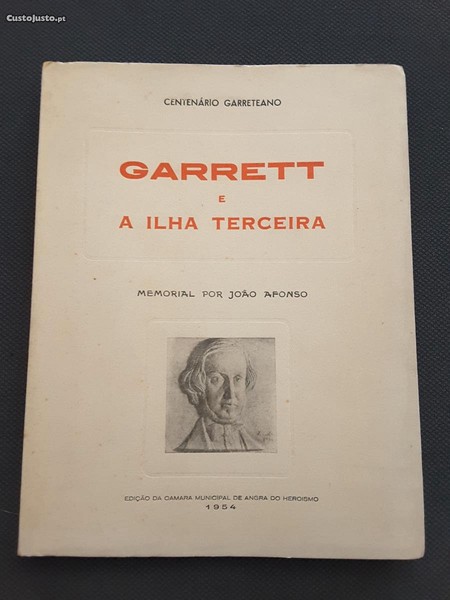 CustoJusto.pt
CENTENÁRIO GARRETEANO
GARRETT
E
A ILHA TERCEIRA
MEMORIAL POR JOÃO AFONSO
EDIÇÃO DA CAMARA MUNICIPAL DE ANGRA DO HEROISMO
1954